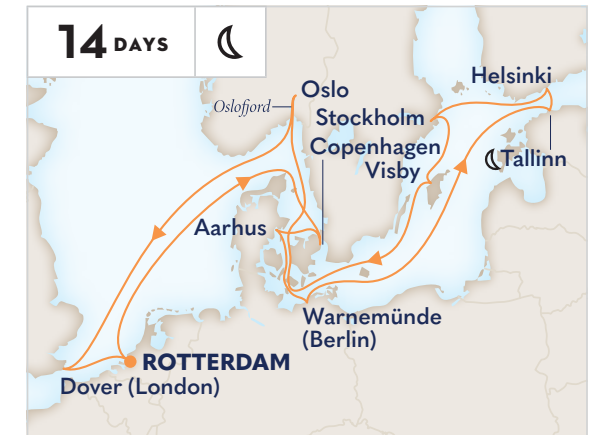 14 DAYS
Helsinki
Oslo
Oslofjord
Stockholm
Copenhagen
Visby
Tallinn
Aarhus
Warnemünde
(Berlin)
ROTTERDAM
Dover (London)